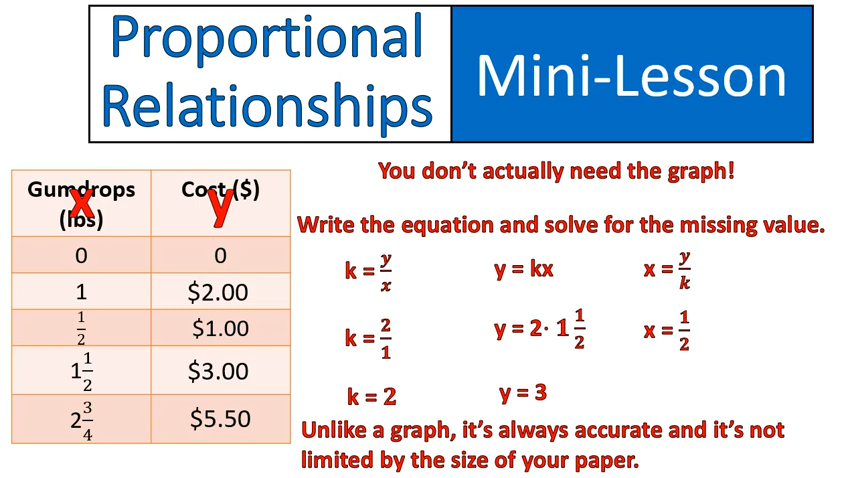 Proportional
Relationships
Mini-Lesson
You don't actually need the graph!
Write the equation and solve for the missing value.
Gumdrops (lbs) x | Cost ($) y
0 | 0
1 | $2.00
1/2 | $1.00
1 1/2 | $3.00
2 3/4 | $5.50
k = y/x   y = kx   x = y/k
k = 2/1   y = 2· 1 1/2   x = 1/2
k = 2   y = 3
Unlike a graph, it's always accurate and it's not
limited by the size of your paper.